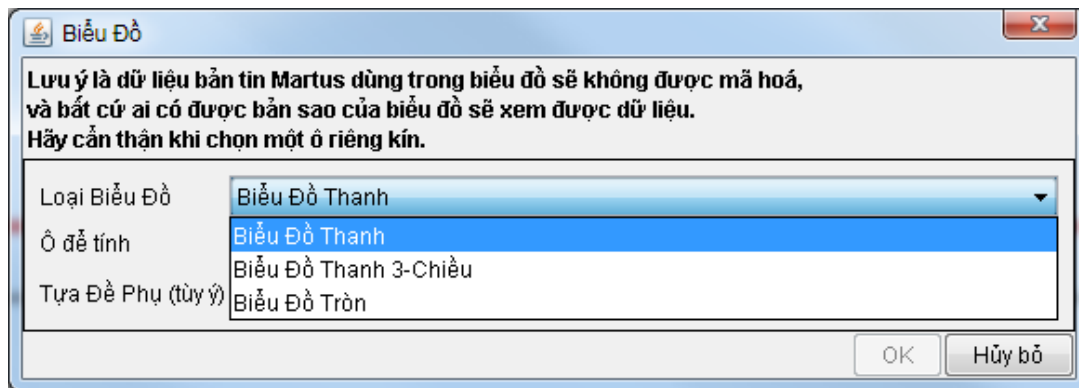 Biểu Đồ
Lưu ý là dữ liệu bản tin Martus dùng trong biểu đồ sẽ không được mã hoá,
và bất cứ ai có được bản sao của biểu đồ sẽ xem được dữ liệu.
Hãy cẩn thận khi chọn một ô riêng kín.
Loại Biểu Đồ
Biểu Đồ Thanh
Ô để tính
Biểu Đồ Thanh
Biểu Đồ Thanh 3-Chiều
Tựa Đề Phụ (tùy ý)
Biểu Đồ Tròn
OK
Hủy bỏ